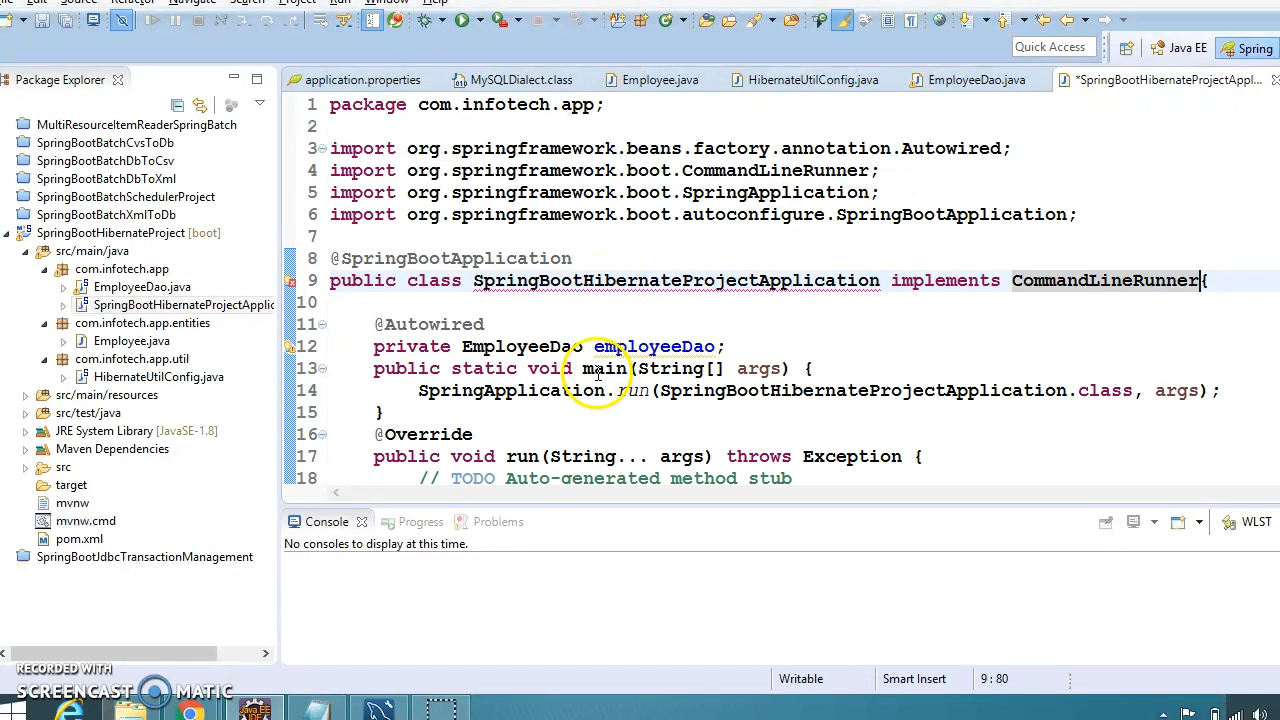 Search
Project
Run
Window
Help
Quick Access
Java EE
Spring
Package Explorer
application.properties
MySQLDialect.class
Employee.java
HibernateUtilConfig.java
EmployeeDao.java
*SpringBootHibernateProjectAppl...
MultiResourceItemReaderSpringBatch
SpringBootBatchCvsToDb
SpringBootBatchDbToCsv
SpringBootBatchDbToXml
SpringBootBatchSchedulerProject
SpringBootBatchXmlToDb
SpringBootHibernateProject [boot]
src/main/java
com.infotech.app
EmployeeDao.java
SpringBootHibernateProjectApplic
com.infotech.app.entities
Employee.java
com.infotech.app.util
HibernateUtilConfig.java
src/main/resources
src/test/java
JRE System Library [JavaSE-1.8]
Maven Dependencies
src
target
mvnw
mvnw.cmd
pom.xml
SpringBootJdbcTransactionManagement
1 package com.infotech.app;
2
3 import org.springframework.beans.factory.annotation.Autowired;
4 import org.springframework.boot.CommandLineRunner;
5 import org.springframework.boot.SpringApplication;
6 import org.springframework.boot.autoconfigure.SpringBootApplication;
7
8 @SpringBootApplication
9 public class SpringBootHibernateProjectApplication implements CommandLineRunner{
10
11 @Autowired
12 private EmployeeDao employeeDao;
13 public static void main(String[] args) {
14 SpringApplication.run(SpringBootHibernateProjectApplication.class, args);
15 }
16 @Override
17 public void run(String... args) throws Exception {
18 // TODO Auto-generated method stub
Console
Progress
Problems
WLST
No consoles to display at this time.
Writable
Smart Insert
9 : 80
RECORDED WITH
SCREENCAST MATIC
Java EE
IDE